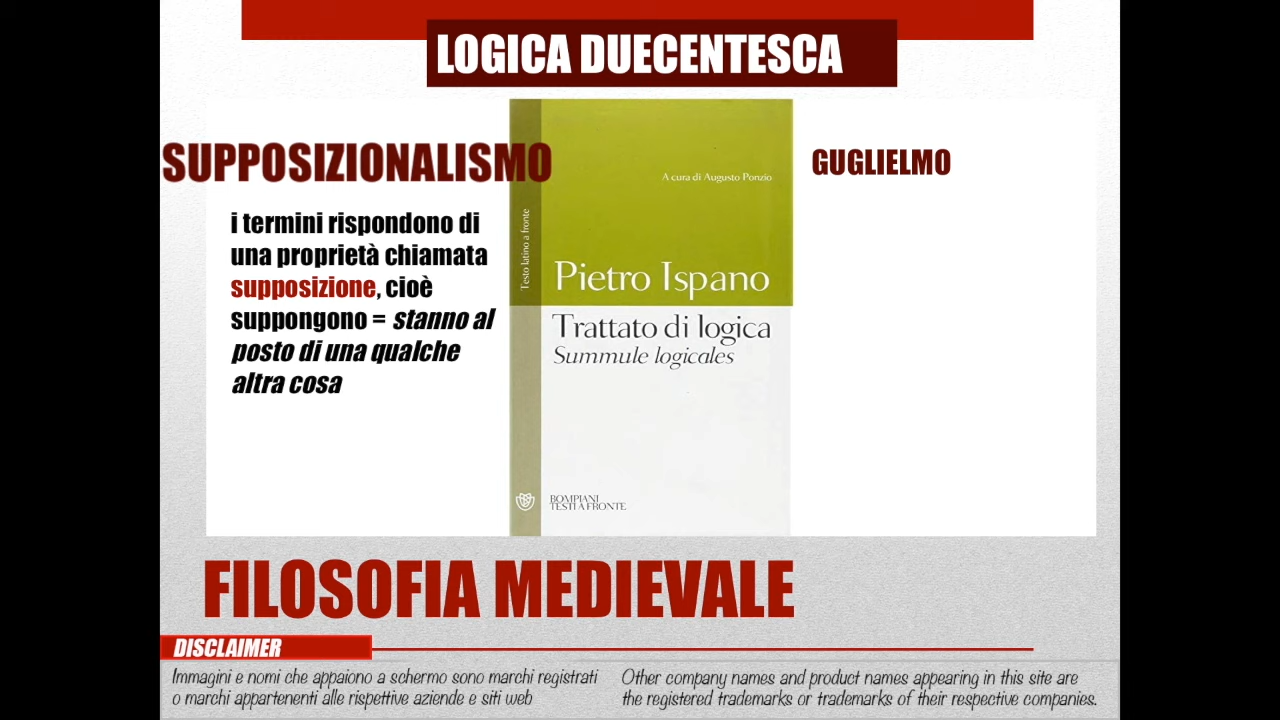 LOGICA DUECENTESCA
SUPPOSIZIONALISMO
i termini rispondono di
una proprietà chiamata
supposizione, cioè
suppongono = stanno al
posto di una qualche
altra cosa
Testo latino a fronte
A cura di Augusto Ponzio
Pietro Ispano
Trattato di logica
Summule logicales
BOMPIANI
TESTI A FRONTE
GUGLIELMO
FILOSOFIA MEDIEVALE
DISCLAIMER
Immagini e nomi che appaiono a schermo sono marchi registrati
o marchi appartenenti alle rispettive aziende e siti web
Other company names and product names appearing in this site are
the registered trademarks or trademarks of their respective companies.